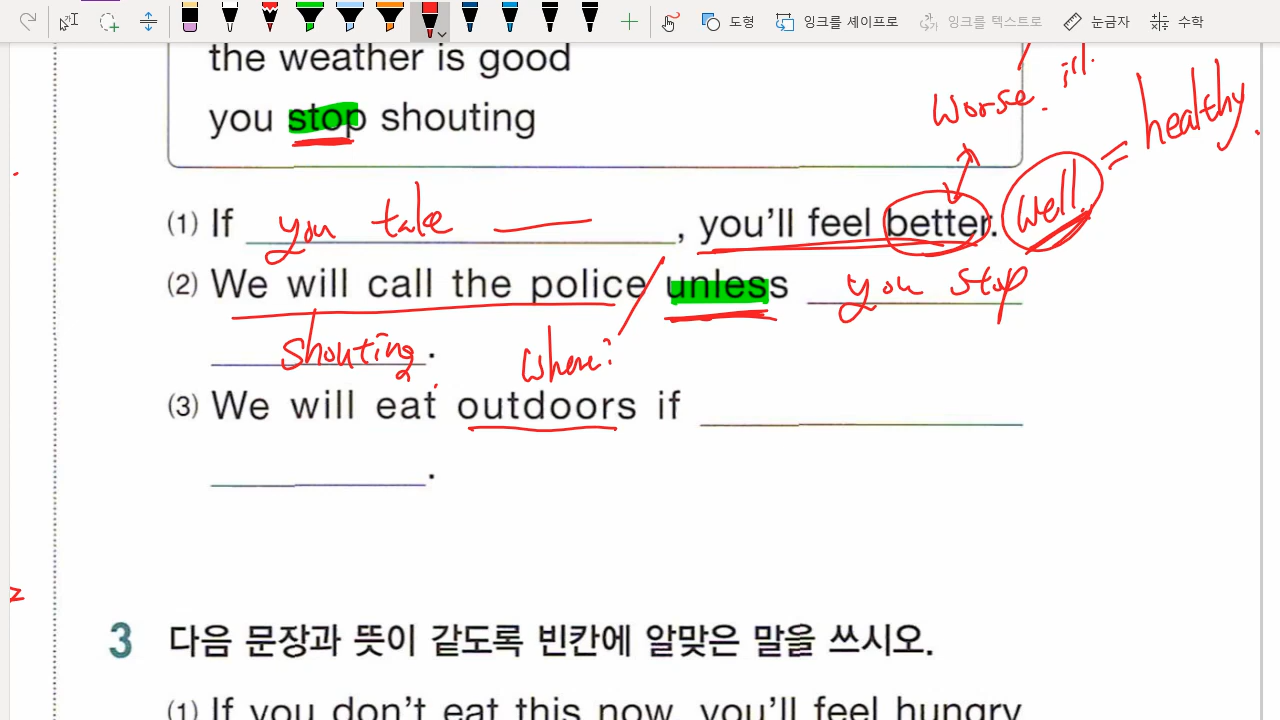 도형 잉크를 셰이프로 잉크를 텍스트로 눈금자 수학
the weather is good
you stop shouting
worse. ill.
well. = healthy.
(1) If you take , you'll feel better.
(2) We will call the police unless you stop
shouting.
(3) We will eat outdoors if
.
3 다음 문장과 뜻이 같도록 빈칸에 알맞은 말을 쓰시오.
(1) If you don't eat this now, you'll feel hungry